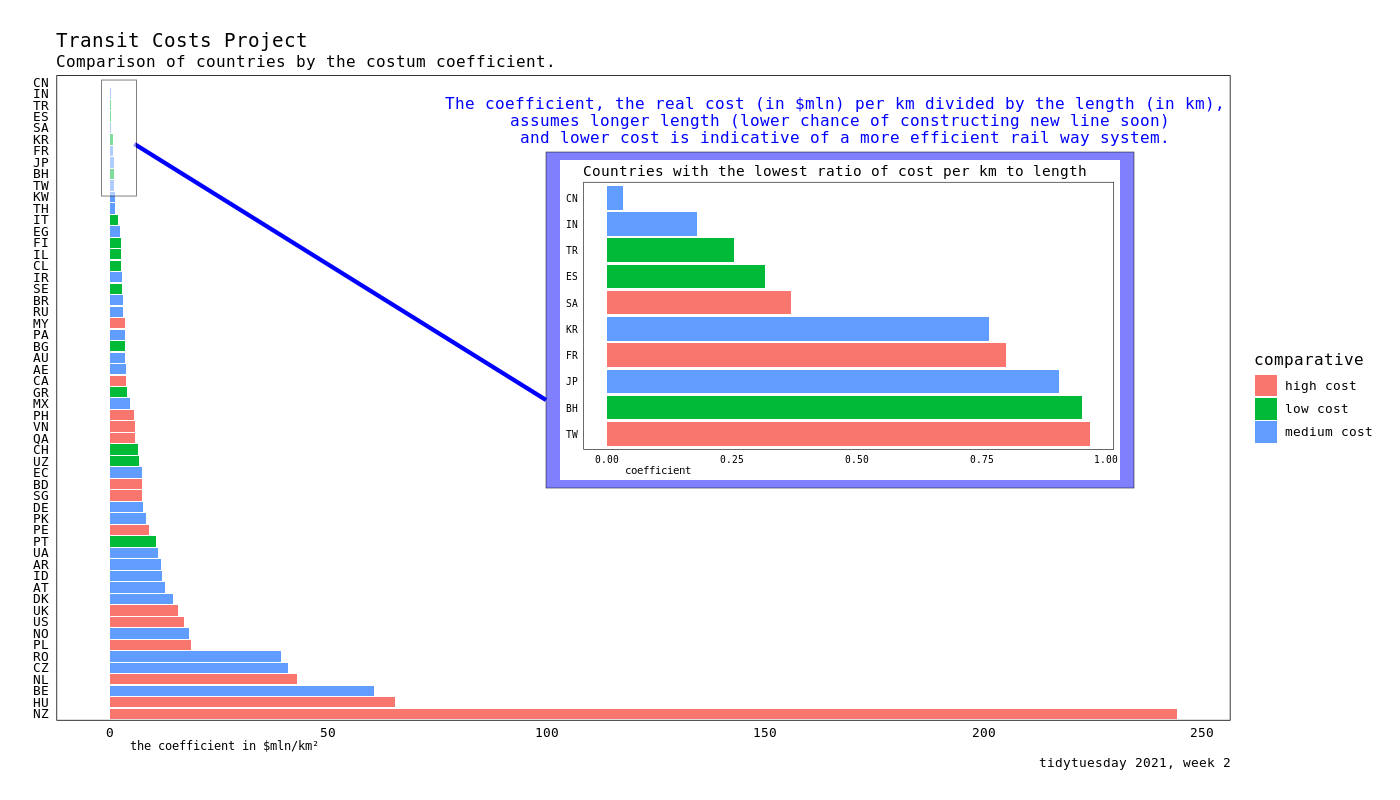 Transit Costs Project
Comparison of countries by the costum coefficient.
The coefficient, the real cost (in $mln) per km divided by the length (in km),
assumes longer length (lower chance of constructing new line soon)
and lower cost is indicative of a more efficient rail way system.
CN
IN
TR
ES
SA
KR
FR
JP
BH
TW
KW
TH
IT
EG
FI
IL
CL
IR
SE
BR
RU
MY
PA
BG
AU
AE
CA
GR
MX
PH
VN
QA
CH
UZ
EC
BD
SG
DE
PK
PE
PT
UA
AR
ID
AT
DK
UK
US
NO
PL
RO
CZ
NL
BE
HU
NZ
0 50 100 150 200 250
the coefficient in $mln/km²
Countries with the lowest ratio of cost per km to length
CN
IN
TR
ES
SA
KR
FR
JP
BH
TW
0.00 0.25 0.50 0.75 1.00
coefficient
comparative
high cost
low cost
medium cost
tidytuesday 2021, week 2